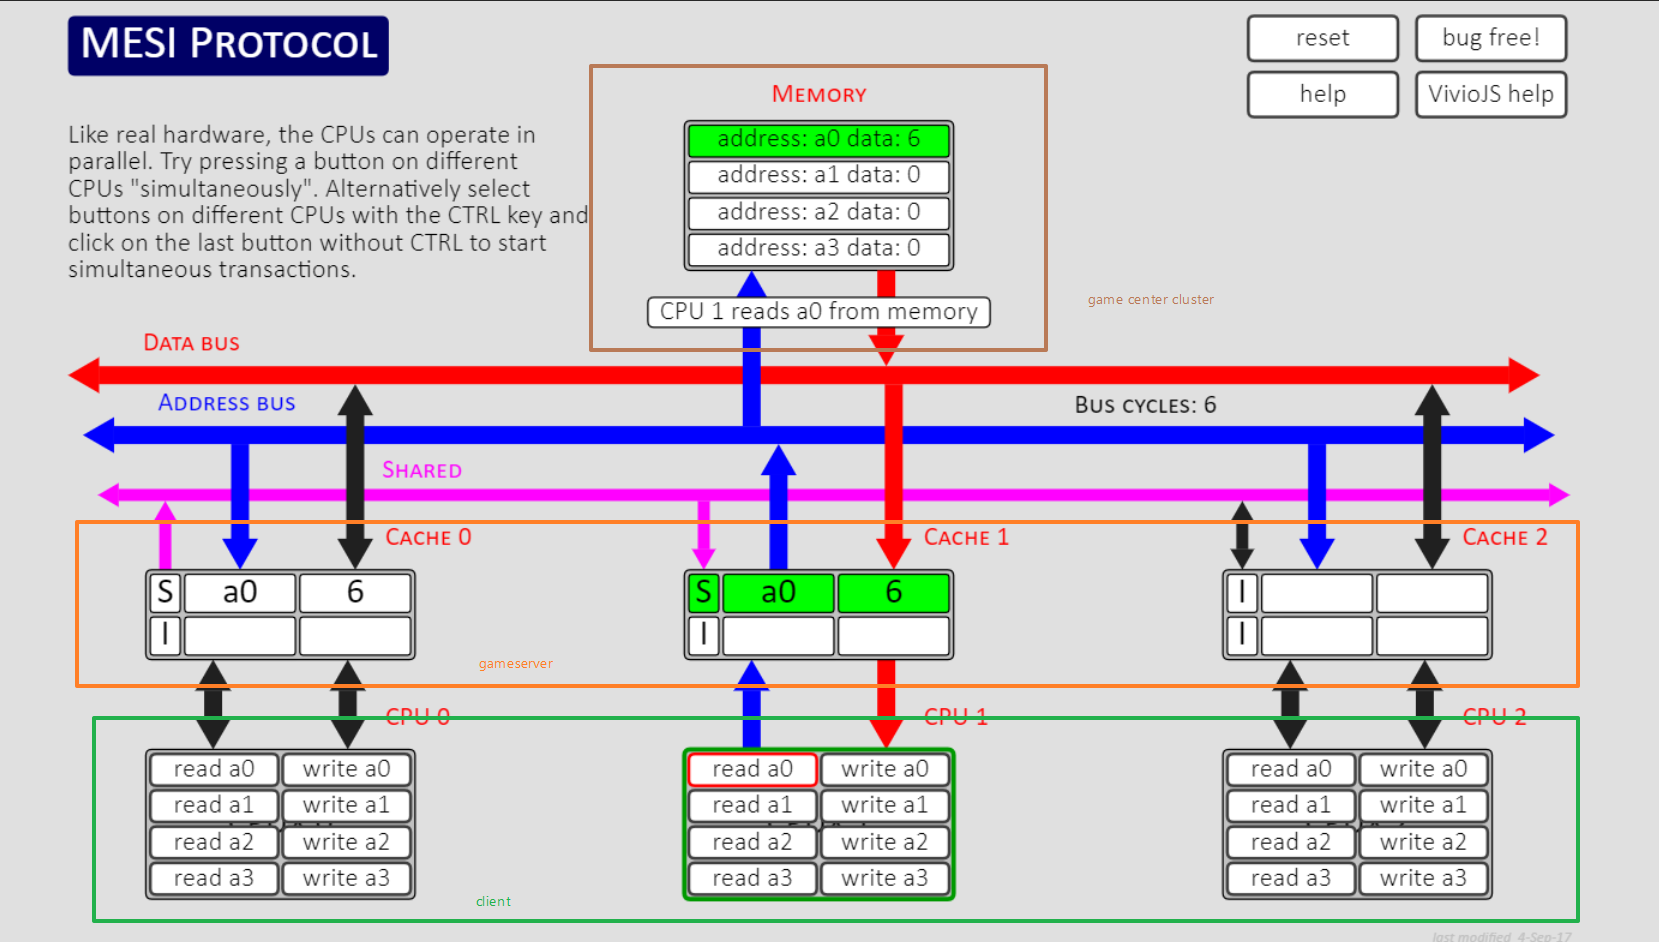 MESI PROTOCOL
reset
bug free!
help
VivioJS help
Like real hardware, the CPUs can operate in
parallel. Try pressing a button on different
CPUs "simultaneously". Alternatively select
buttons on different CPUs with the CTRL key and
click on the last button without CTRL to start
simultaneous transactions.
MEMORY
address: a0 data: 6
address: a1 data: 0
address: a2 data: 0
address: a3 data: 0
CPU 1 reads a0 from memory
game center cluster
DATA BUS
ADDRESS BUS
BUS CYCLES: 6
SHARED
CACHE 0
CACHE 1
CACHE 2
S a0 6
I
S a0 6
I
I
I
gameserver
CPU 0
CPU 1
CPU 2
read a0 write a0
read a1 write a1
read a2 write a2
read a3 write a3
read a0 write a0
read a1 write a1
read a2 write a2
read a3 write a3
read a0 write a0
read a1 write a1
read a2 write a2
read a3 write a3
client
last modified 4-Sep-17